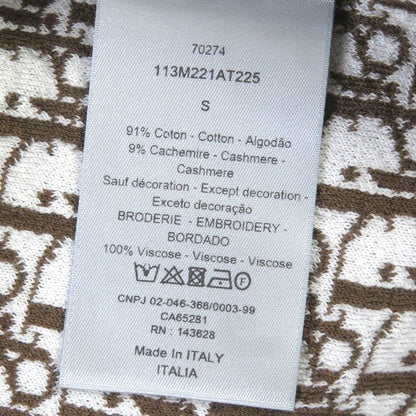 70274
113M221AT225
S
91% Coton - Cotton - Algodão
9% Cachemire - Cashmere -
Cashmere
Sauf décoration - Except decoration -
Exceto decoração
BRODERIE - EMBROIDERY -
BORDADO
100% Viscose - Viscose - Viscose
CNPJ 02-046-366/0003-99
CA65281
RN : 143628
Made In ITALY
ITALIA